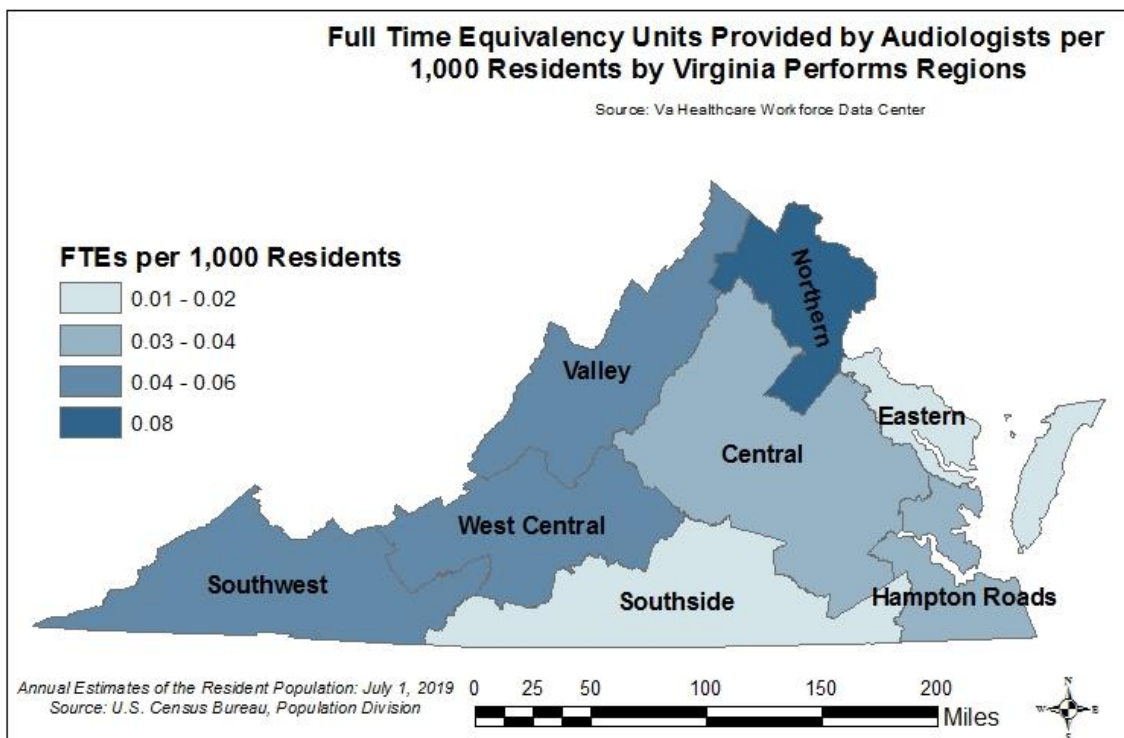 Full Time Equivalency Units Provided by Audiologists per
1,000 Residents by Virginia Performs Regions
Source: Va Healthcare Workforce Data Center
FTEs per 1,000 Residents
0.01 - 0.02
0.03 - 0.04
0.04 - 0.06
0.08
Northern
Valley
Eastern
Central
West Central
Southwest
Southside
Hampton Roads
Annual Estimates of the Resident Population: July 1, 2019
Source: U.S. Census Bureau, Population Division
0 25 50 100 150 200
Miles
N
W E
S